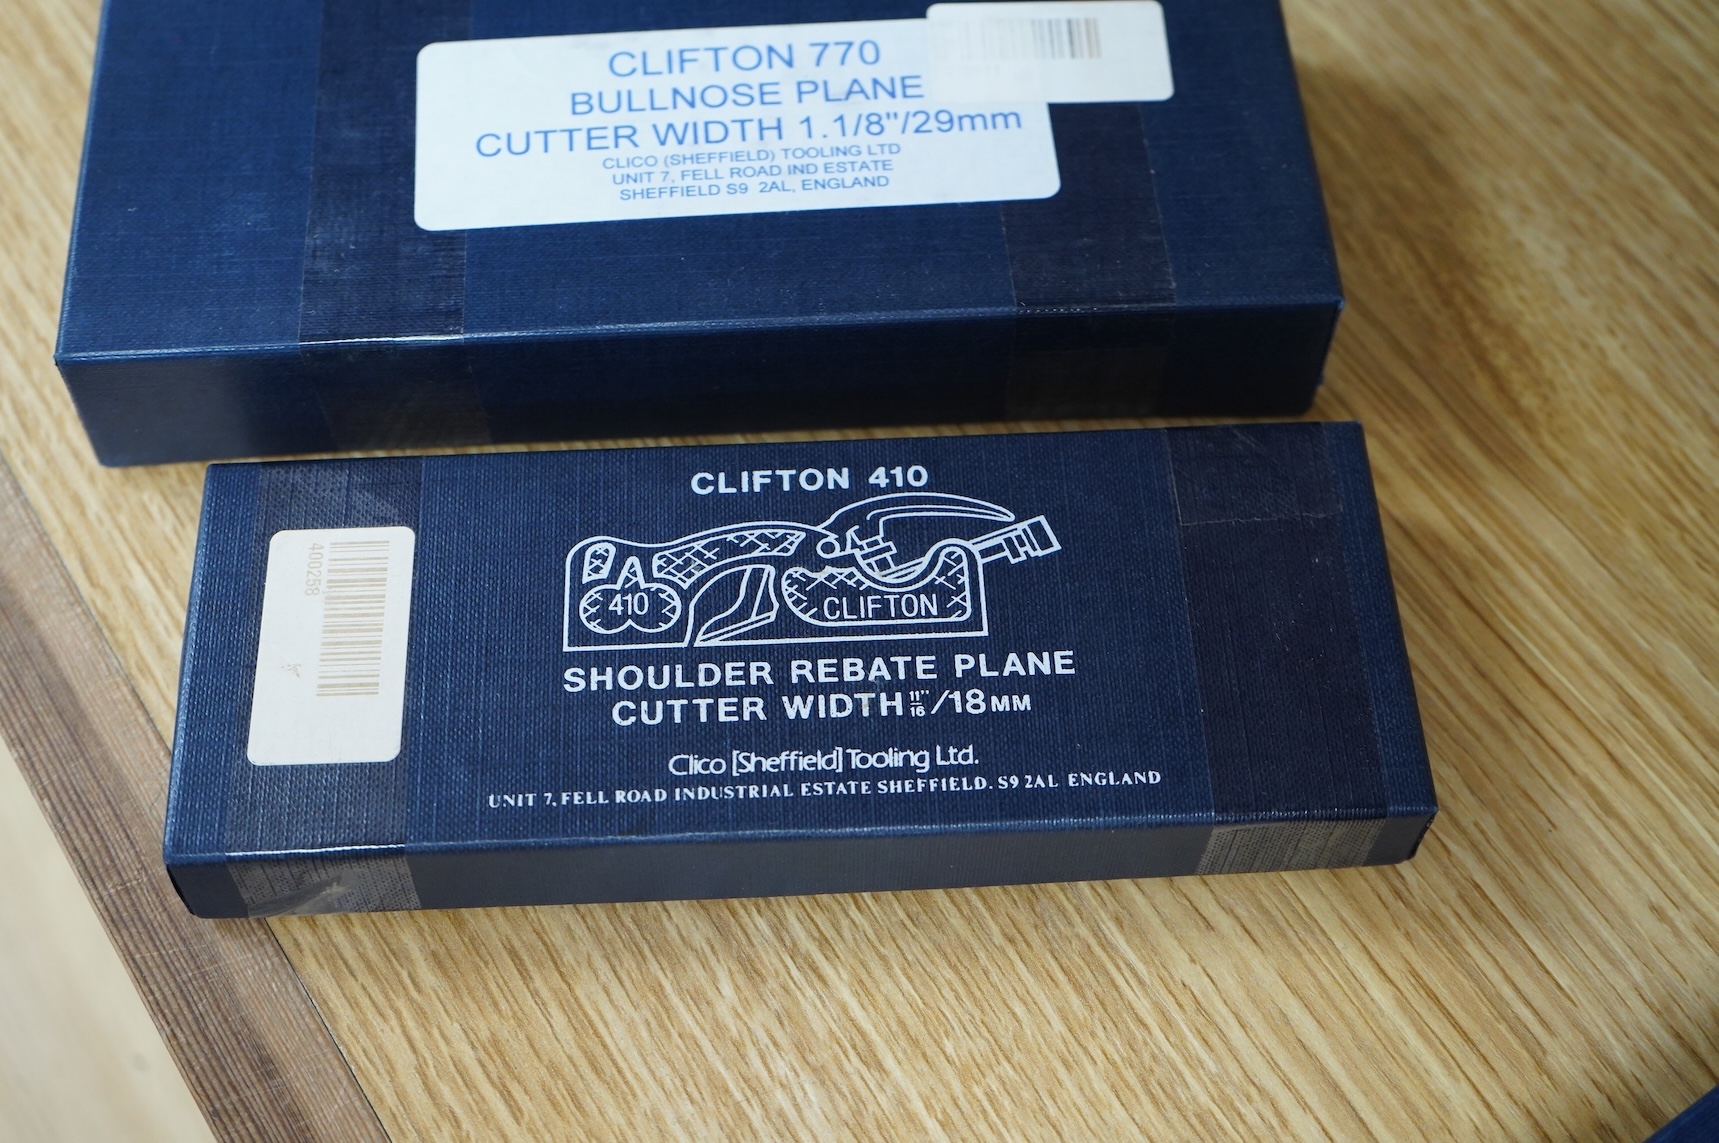 CLIFTON 770
BULLNOSE PLANE
CUTTER WIDTH 1.1/8"/29mm
CLICO (SHEFFIELD) TOOLING LTD
UNIT 7, FELL ROAD IND ESTATE
SHEFFIELD S9 2AL, ENGLAND
400258
CLIFTON 410
410
CLIFTON
SHOULDER REBATE PLANE
CUTTER WIDTH 11/16"/18MM
Clico [Sheffield] Tooling Ltd.
UNIT 7, FELL ROAD INDUSTRIAL ESTATE SHEFFIELD. S9 2AL ENGLAND